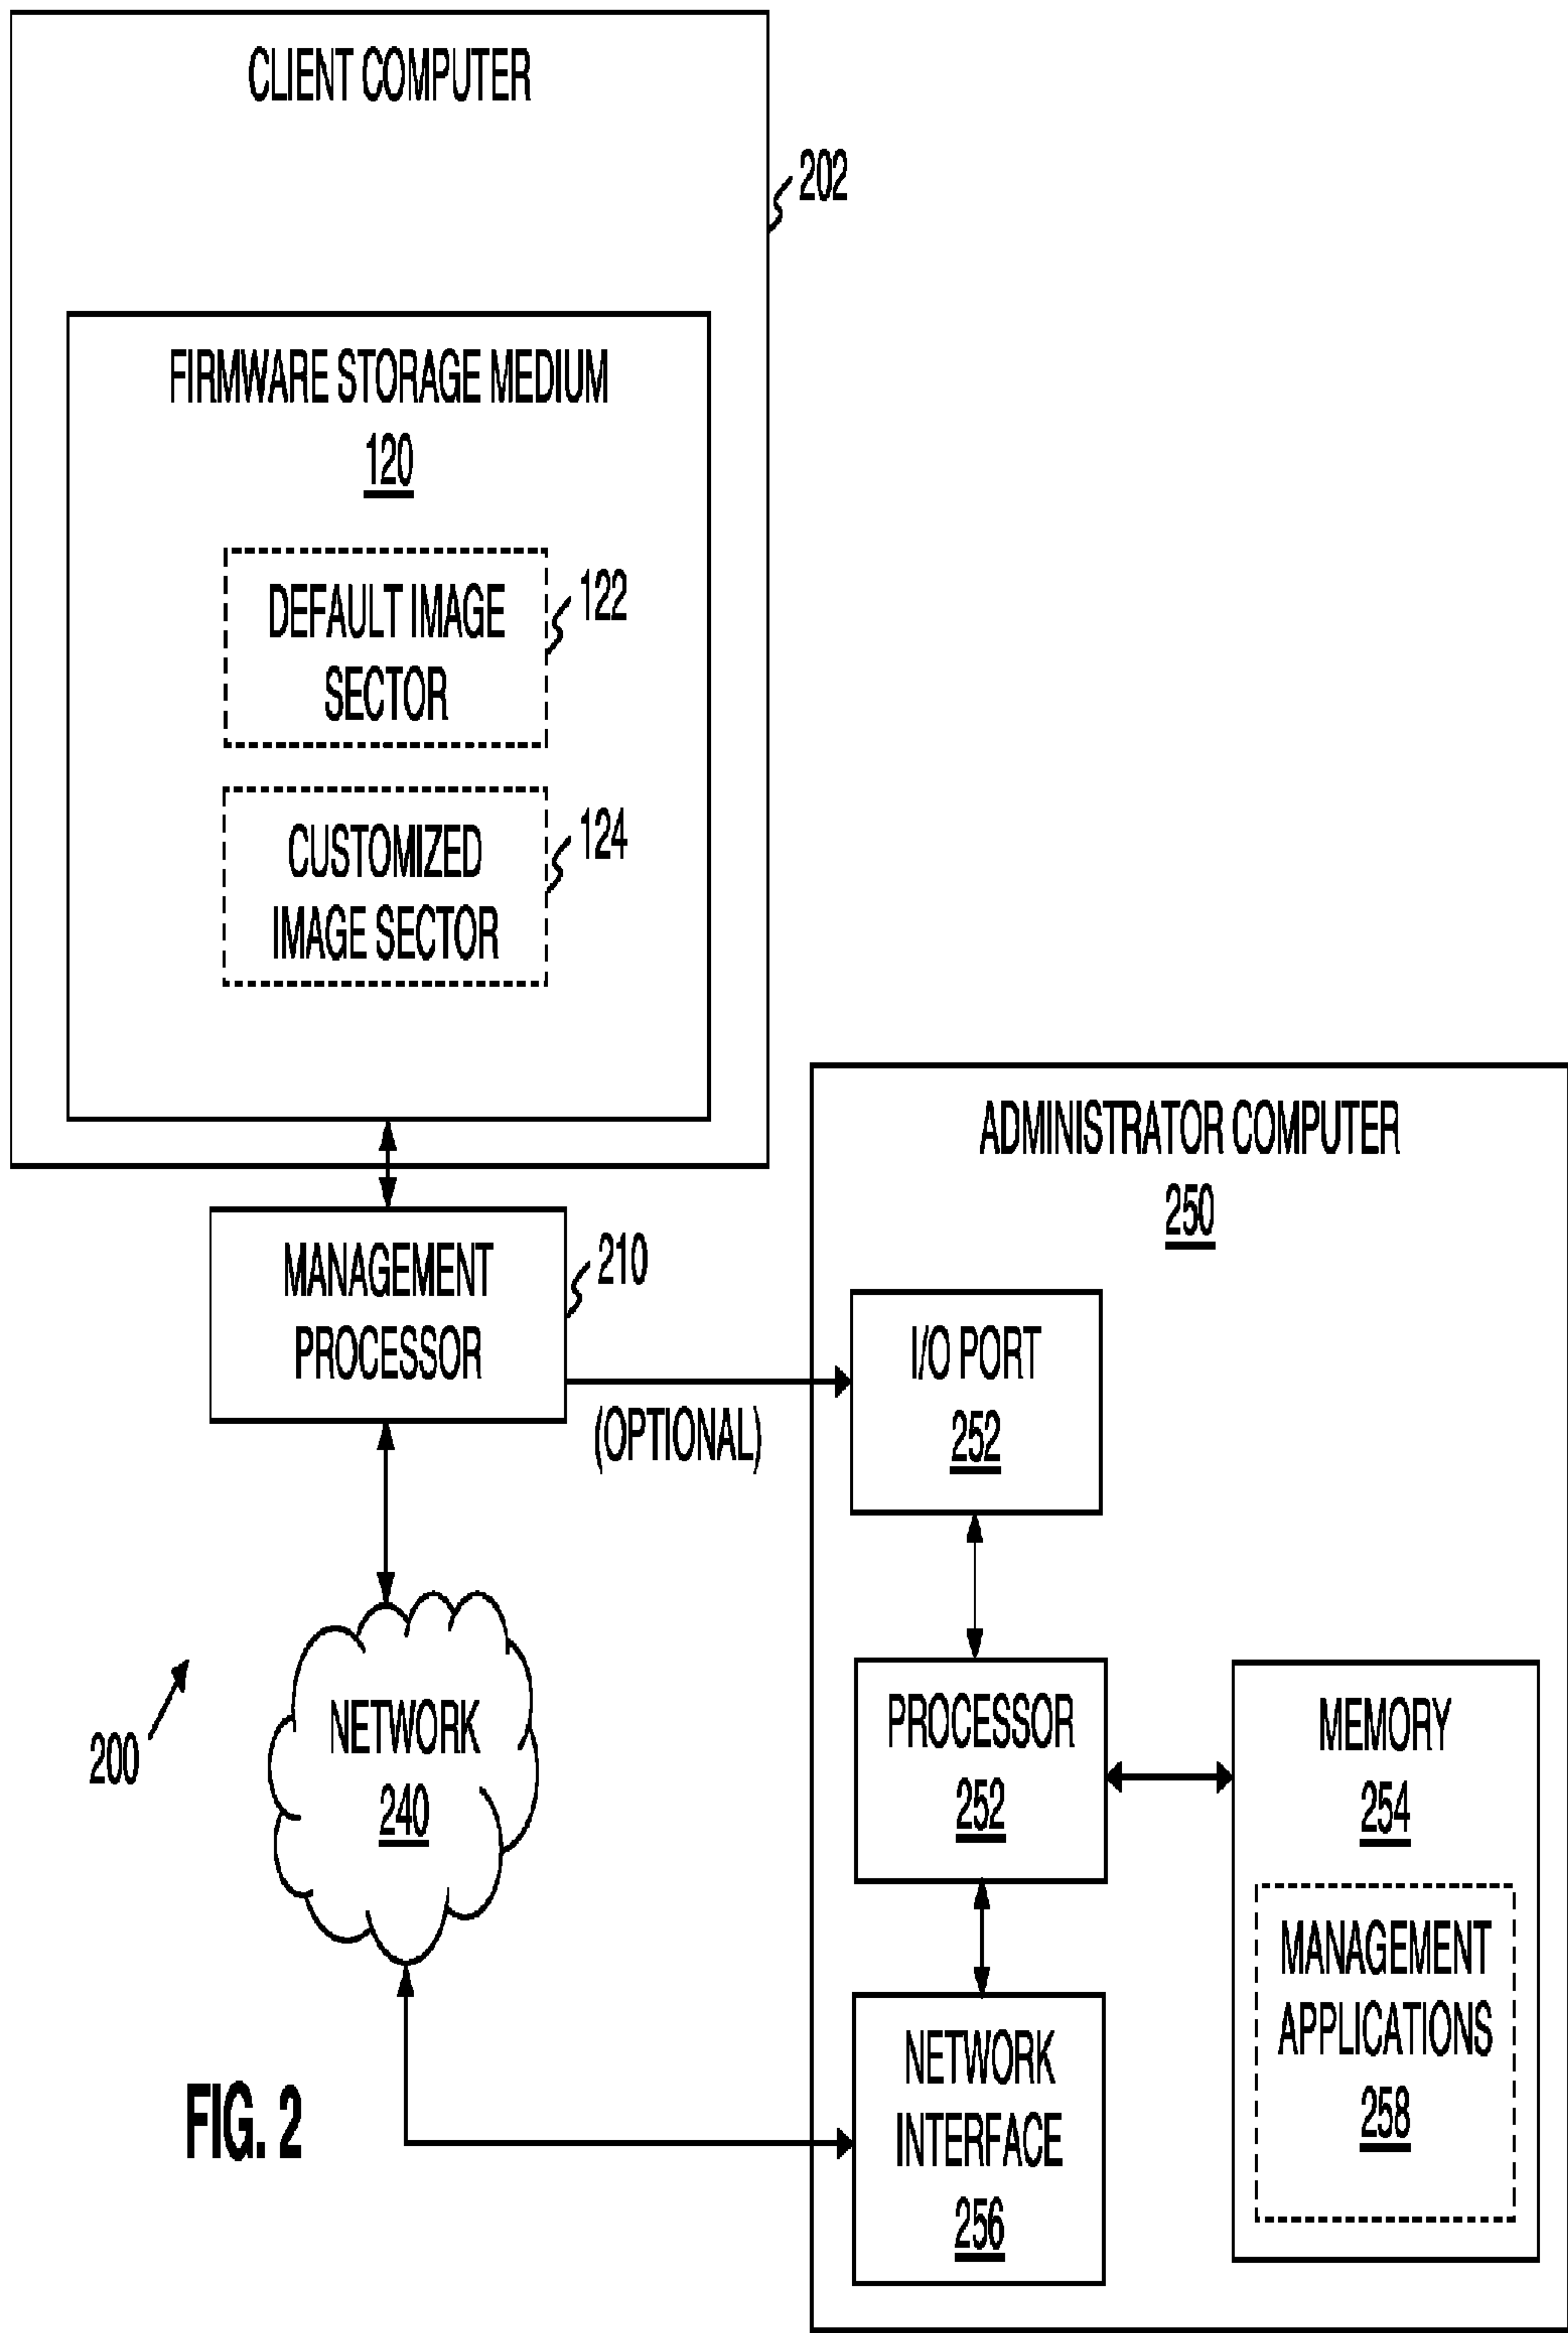 CLIENT COMPUTER
202
FIRMWARE STORAGE MEDIUM
120
DEFAULT IMAGE
SECTOR
122
CUSTOMIZED
IMAGE SECTOR
124
MANAGEMENT
PROCESSOR
210
(OPTIONAL)
ADMINISTRATOR COMPUTER
250
I/O PORT
252
PROCESSOR
252
MEMORY
254
MANAGEMENT
APPLICATIONS
258
NETWORK
240
200
NETWORK
INTERFACE
256
FIG. 2